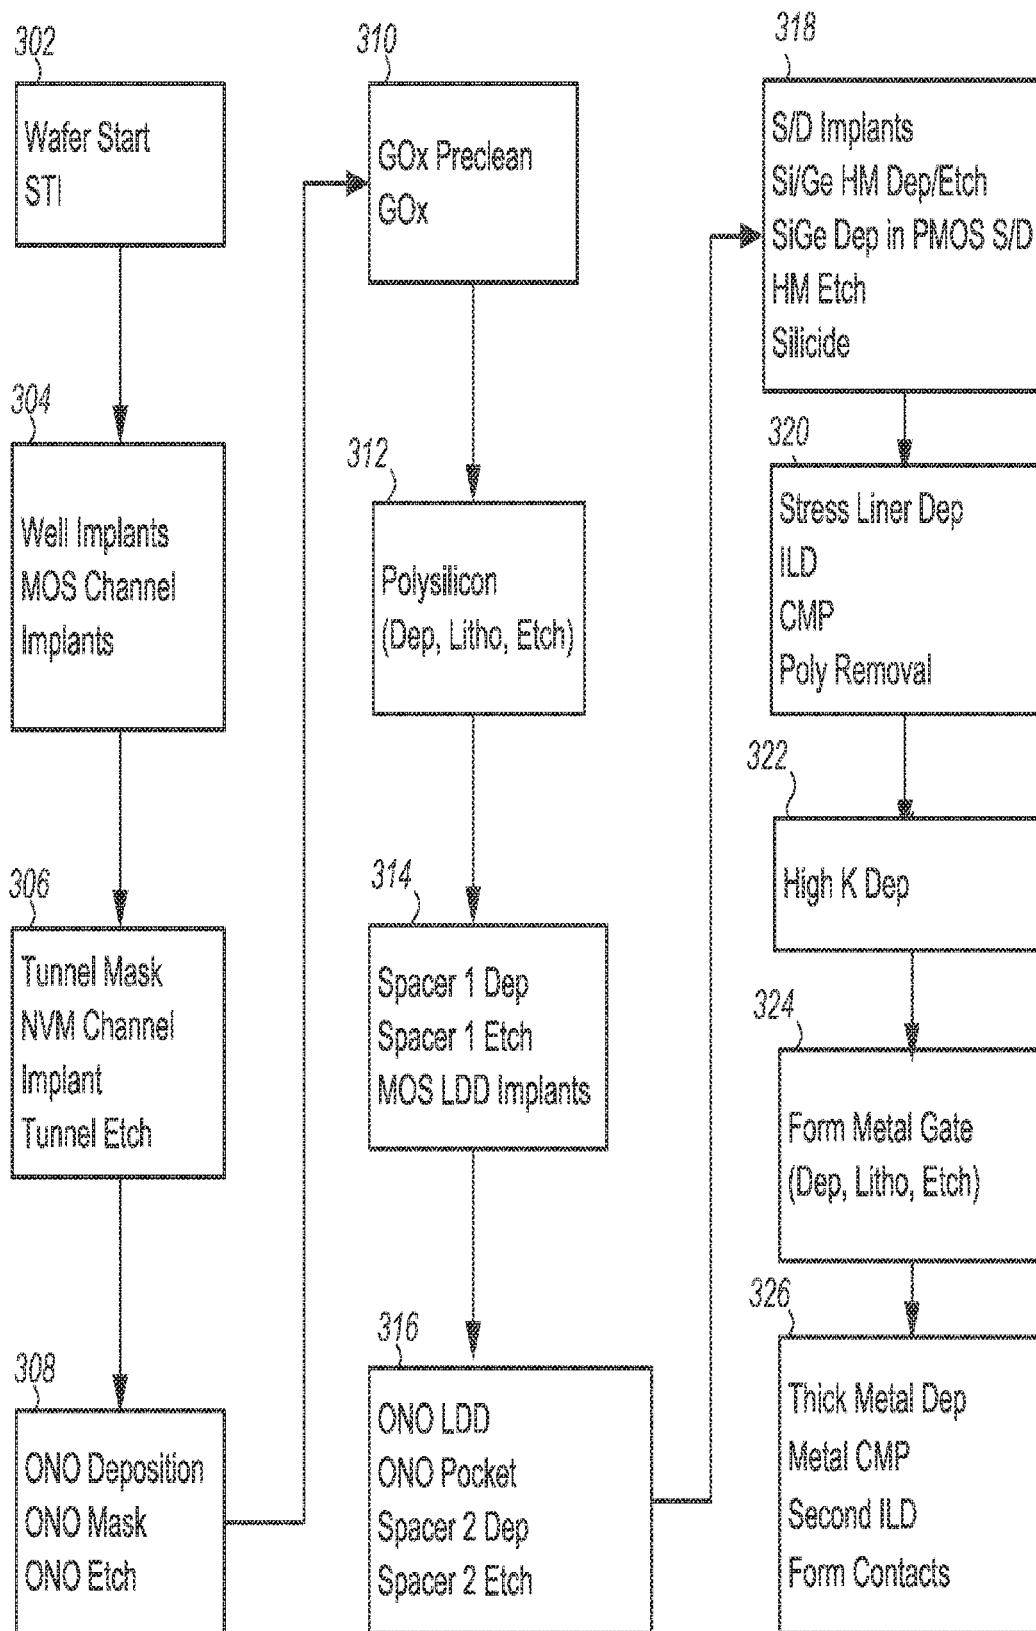 302
Wafer Start
STI
304
Well Implants
MOS Channel
Implants
306
Tunnel Mask
NVM Channel
Implant
Tunnel Etch
308
ONO Deposition
ONO Mask
ONO Etch
310
GOx Preclean
GOx
312
Polysilicon
(Dep, Litho, Etch)
314
Spacer 1 Dep
Spacer 1 Etch
MOS LDD Implants
316
ONO LDD
ONO Pocket
Spacer 2 Dep
Spacer 2 Etch
318
S/D Implants
Si/Ge HM Dep/Etch
SiGe Dep in PMOS S/D
HM Etch
Silicide
320
Stress Liner Dep
ILD
CMP
Poly Removal
322
High K Dep
324
Form Metal Gate
(Dep, Litho, Etch)
326
Thick Metal Dep
Metal CMP
Second ILD
Form Contacts